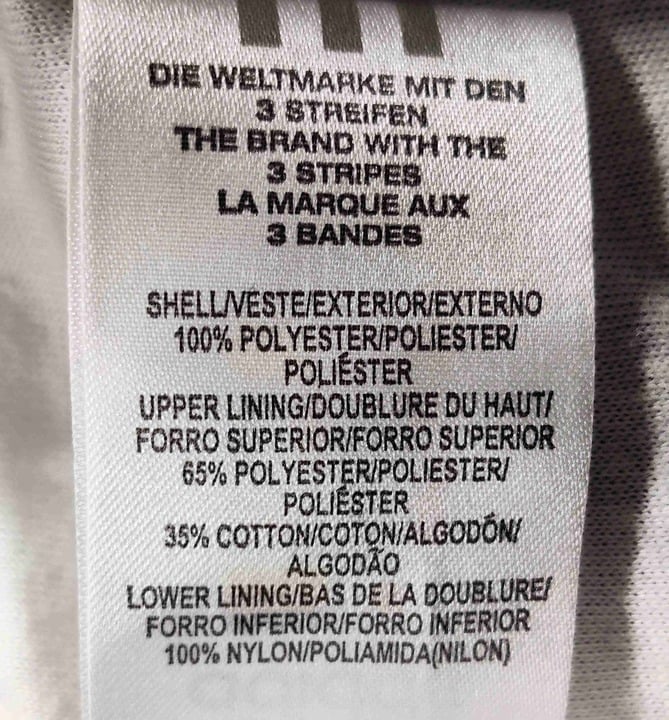 DIE WELTMARKE MIT DEN
3 STREIFEN
THE BRAND WITH THE
3 STRIPES
LA MARQUE AUX
3 BANDES
SHELL/VESTE/EXTERIOR/EXTERNO
100% POLYESTER/POLIESTER/
POLIÉSTER
UPPER LINING/DOUBLURE DU HAUT/
FORRO SUPERIOR/FORRO SUPERIOR
65% POLYESTER/POLIESTER/
POLIÉSTER
35% COTTON/COTON/ALGODÓN/
ALGODÃO
LOWER LINING/BAS DE LA DOUBLURE/
FORRO INFERIOR/FORRO INFERIOR
100% NYLON/POLIAMIDA(NILON)